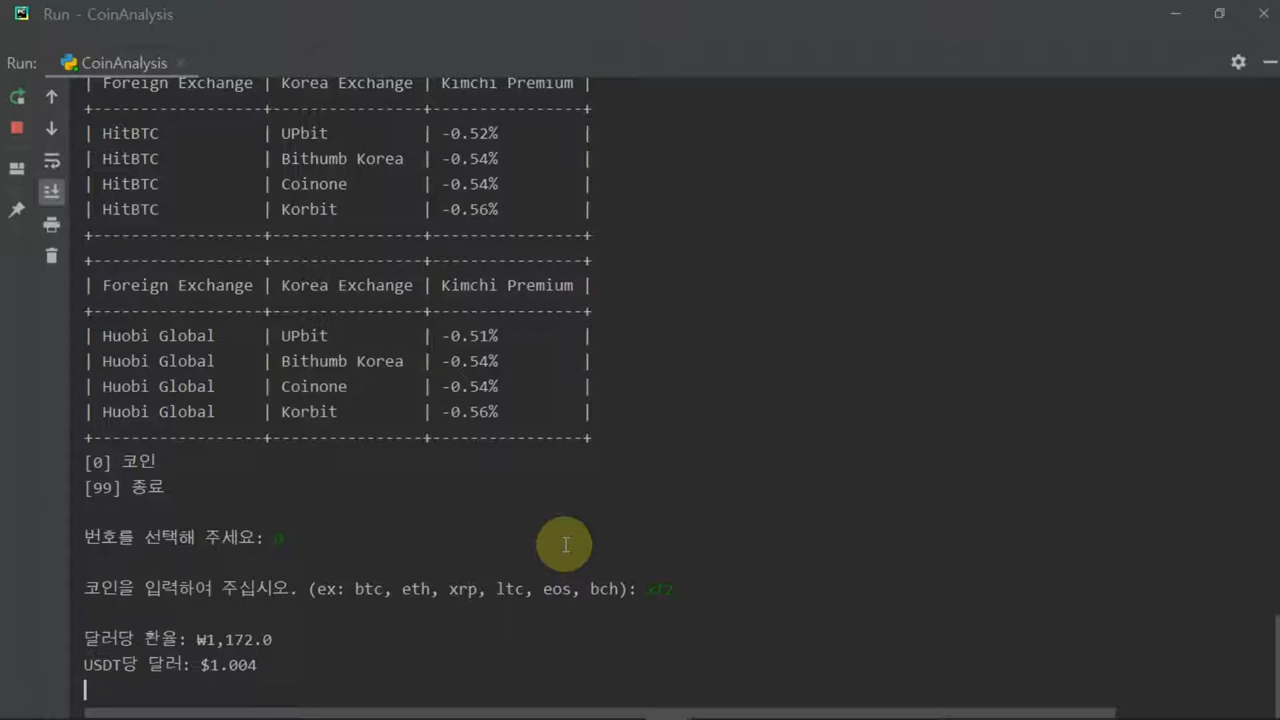 Run - CoinAnalysis
Run: CoinAnalysis
| Foreign Exchange | Korea Exchange | Kimchi Premium |
+-------------------+----------------+----------------+
| HitBTC | UPbit | -0.52% |
| HitBTC | Bithumb Korea | -0.54% |
| HitBTC | Coinone | -0.54% |
| HitBTC | Korbit | -0.56% |
+-------------------+----------------+----------------+
+-------------------+----------------+----------------+
| Foreign Exchange | Korea Exchange | Kimchi Premium |
+-------------------+----------------+----------------+
| Huobi Global | UPbit | -0.51% |
| Huobi Global | Bithumb Korea | -0.54% |
| Huobi Global | Coinone | -0.54% |
| Huobi Global | Korbit | -0.56% |
+-------------------+----------------+----------------+
[0] 코인
[99] 종료
번호를 선택해 주세요: 0
코인을 입력하여 주십시오. (ex: btc, eth, xrp, ltc, eos, bch):
달러당 환율: ₩1,172.0
USDT당 달러: $1.004